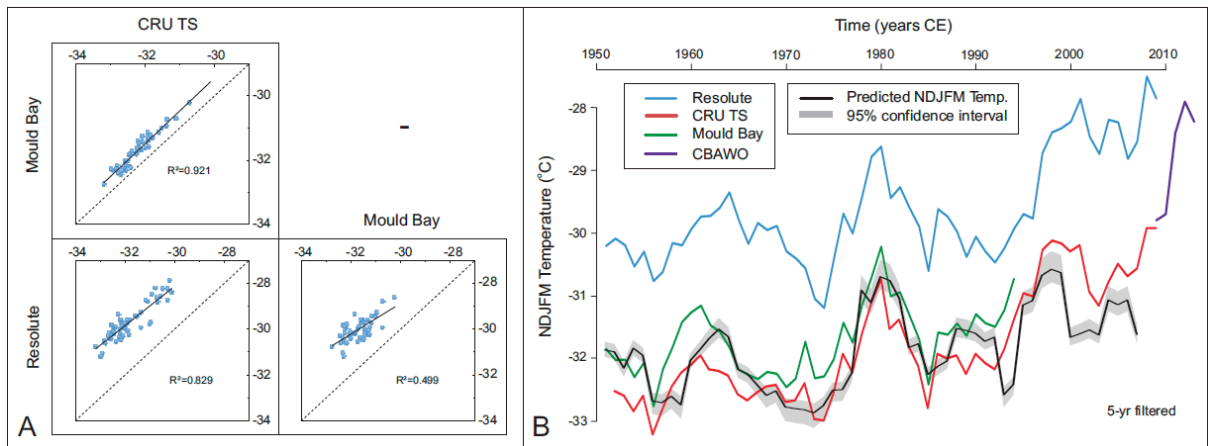 CRU TS
-34 -32 -30
Mould Bay
-30
-32
-34
R²=0.921
-
Mould Bay
-34 -32 -30 -28
-34 -32 -30 -28
Resolute
-28
-30
-32
-34
R²=0.829
-28
-30
-32
-34
R²=0.499
A
Time (years CE)
1950 1960 1970 1980 1990 2000 2010
Resolute
CRU TS
Mould Bay
CBAWO
Predicted NDJFM Temp.
95% confidence interval
NDJFM Temperature (°C)
-28
-29
-30
-31
-32
-33
B
5-yr filtered